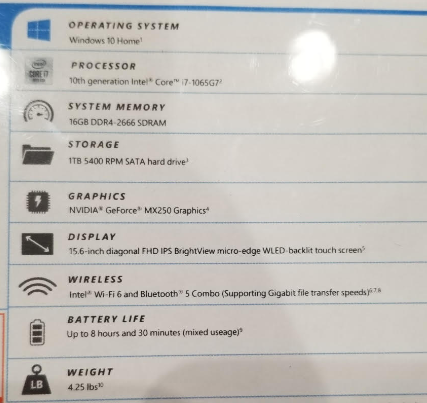 OPERATING SYSTEM
Windows 10 Home¹
PROCESSOR
10th generation Intel® Core™ i7-1065G7²
SYSTEM MEMORY
16GB DDR4-2666 SDRAM
STORAGE
1TB 5400 RPM SATA hard drive³
GRAPHICS
NVIDIA® GeForce® MX250 Graphics⁴
DISPLAY
15.6-inch diagonal FHD IPS BrightView micro-edge WLED-backlit touch screen⁵
WIRELESS
Intel® Wi-Fi 6 and Bluetooth® 5 Combo (Supporting Gigabit file transfer speeds)⁶,⁷,⁸
BATTERY LIFE
Up to 8 hours and 30 minutes (mixed useage)⁹
WEIGHT
LB
4.25 lbs¹⁰